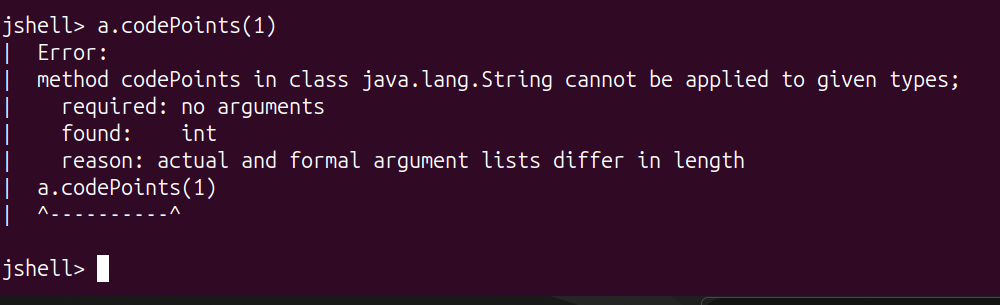 jshell> a.codePoints(1)
|  Error:
|  method codePoints in class java.lang.String cannot be applied to given types;
|    required: no arguments
|    found:    int
|    reason: actual and formal argument lists differ in length
|  a.codePoints(1)
|  ^----------^
jshell>